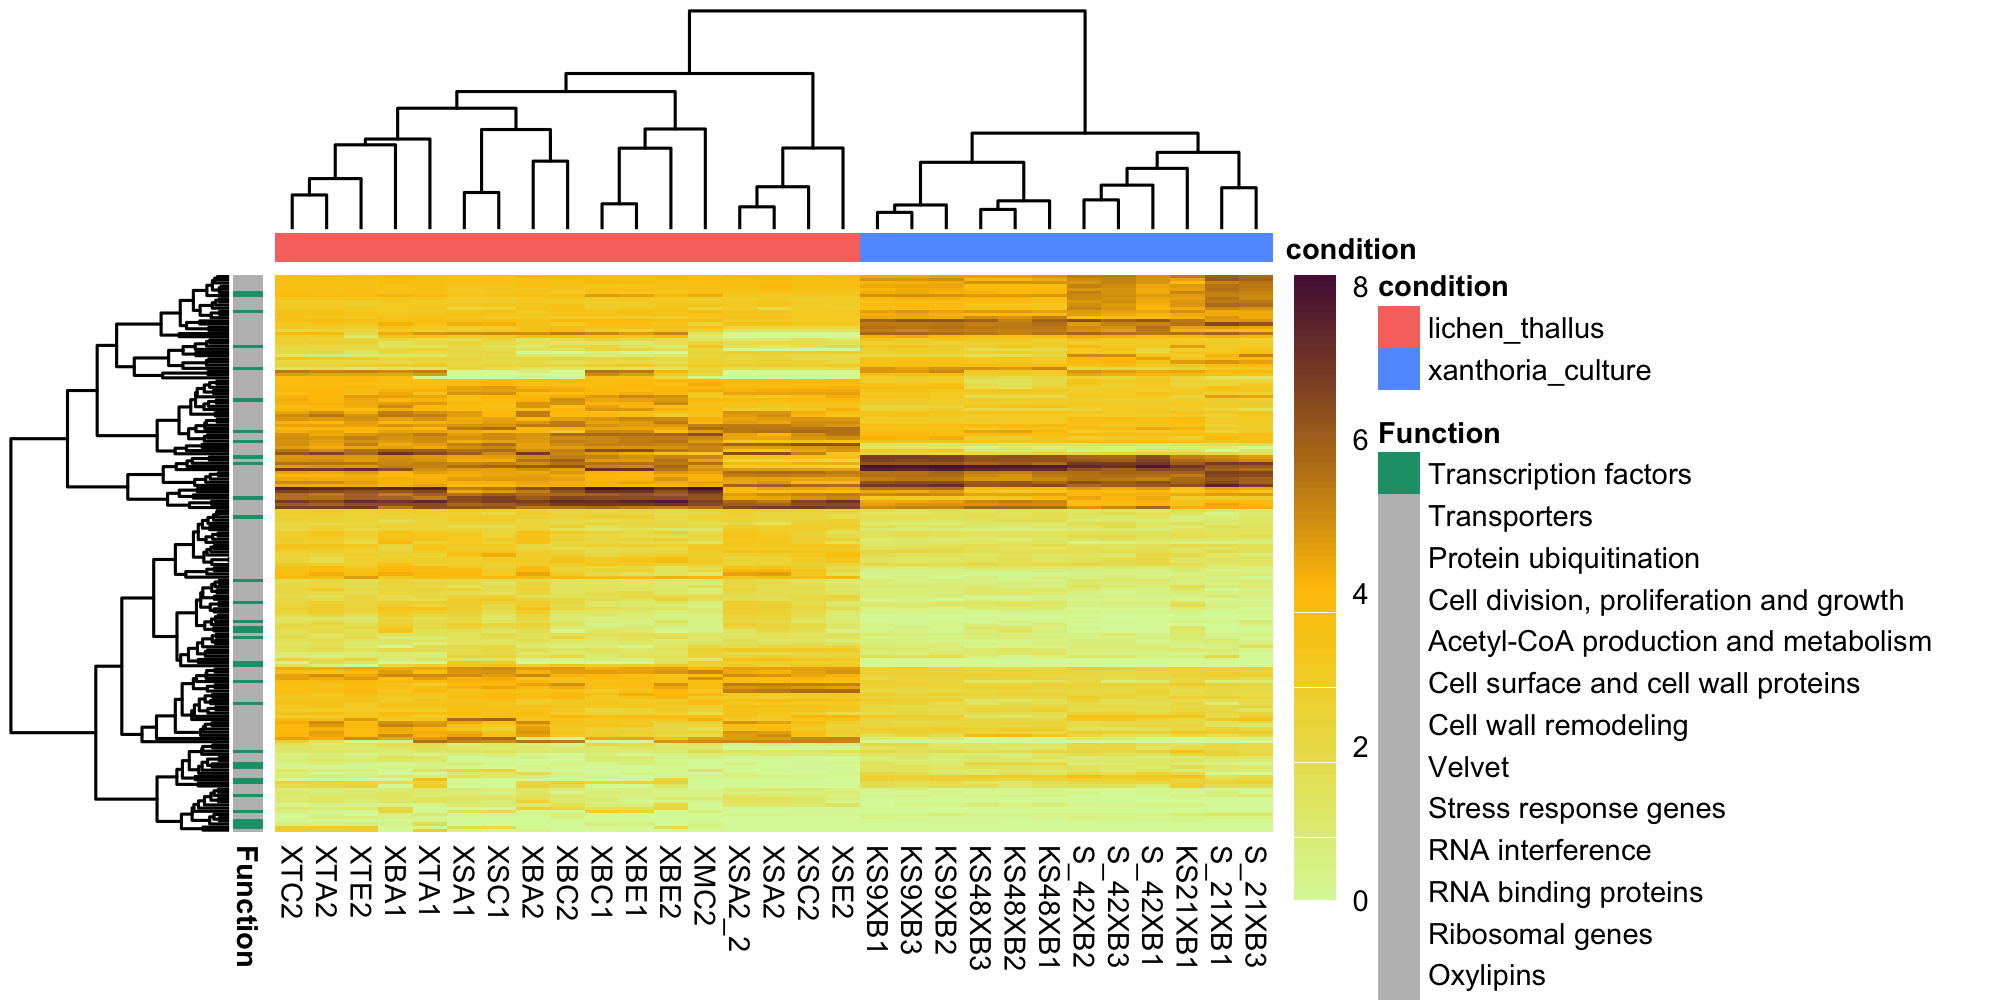 condition
8
6
4
2
0
condition
lichen_thallus
xanthoria_culture
Function
Transcription factors
Transporters
Protein ubiquitination
Cell division, proliferation and growth
Acetyl-CoA production and metabolism
Cell surface and cell wall proteins
Cell wall remodeling
Velvet
Stress response genes
RNA interference
RNA binding proteins
Ribosomal genes
Oxylipins
Function
XTC2
XTA2
XTE2
XBA1
XTA1
XSA1
XSC1
XBA2
XBC2
XBC1
XBE1
XBE2
XMC2
XSA2_2
XSA2
XSC2
XSE2
KS9XB1
KS9XB3
KS9XB2
KS48XB3
KS48XB2
KS48XB1
S_42XB2
S_42XB3
S_42XB1
KS21XB1
S_21XB1
S_21XB3